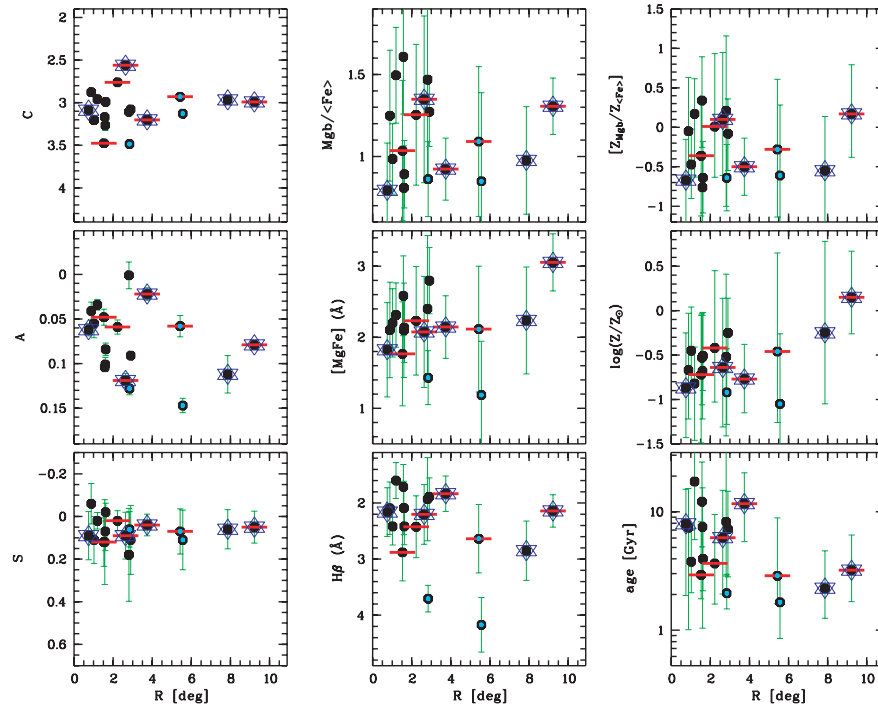 C
2
2.5
3
3.5
4
Mgb/<Fe>
1.5
1
[Z_Mgb/Z_<Fe>]
1.5
1
0.5
0
-0.5
-1
A
0
0.05
0.1
0.15
[MgFe] (Å)
3
2
1
log(Z/Z⊙)
0.5
0
-0.5
-1
-1.5
S
-0.2
0
0.2
0.4
0.6
0 2 4 6 8 10
R [deg]
Hβ (Å)
2
3
4
0 2 4 6 8 10
R [deg]
age [Gyr]
10
1
0 2 4 6 8 10
R [deg]